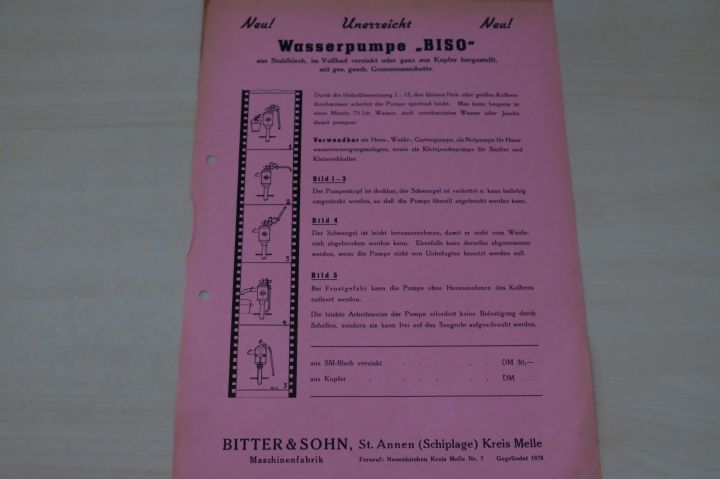 Neu! Unerreicht Neu!
Wasserpumpe „BISO"
aus Stahlblech, im Vollbad verzinkt oder ganz aus Kupfer hergestellt,
mit ges. gesch. Gummimanschette.
Durch die Hebelübersetzung 1 : 15, den kleinen Hub oder großen Kolben-
durchmesser arbeitet die Pumpe spielend leicht. Man kann bequem in
einer Minute 75 Ltr. Wasser, auch verschmutztes Wasser oder Jauche
damit pumpen.
Verwendbar als Haus-, Weide-, Gartenpumpe, als Notpumpe für Haus-
wasserversorgungsanlagen, sowie als Kleinjauchepumpe für Siedler und
Kleinviehhalter.
Bild 1-3
Der Pumpenkopf ist drehbar, der Schwengel ist verkettet u. kann beliebig
umgesteckt werden, so daß die Pumpe überall angebracht werden kann.
Bild 4
Der Schwengel ist leicht herauszunehmen, damit er nicht vom Weide-
vieh abgebrochen werden kann. Ebenfalls kann derselbe abgenommen
werden, wenn die Pumpe nicht von Unbefugten benutzt werden soll.
Bild 5
Bei Frostgefahr kann die Pumpe ohne Herausnehmen des Kolbens
entleert werden.
Die leichte Arbeitsweise der Pumpe erfordert keine Befestigung durch
Schellen, sondern sie kann frei auf das Saugrohr aufgeschraubt werden.
aus SM-Blech verzinkt . . . . . . DM 30,—
aus Kupfer . . . . . . . DM
1
2
3
4
5
BITTER & SOHN, St. Annen (Schiplage) Kreis Melle
Maschinenfabrik Fernruf: Neuenkirchen Kreis Melle Nr. 7 Gegründet 1878